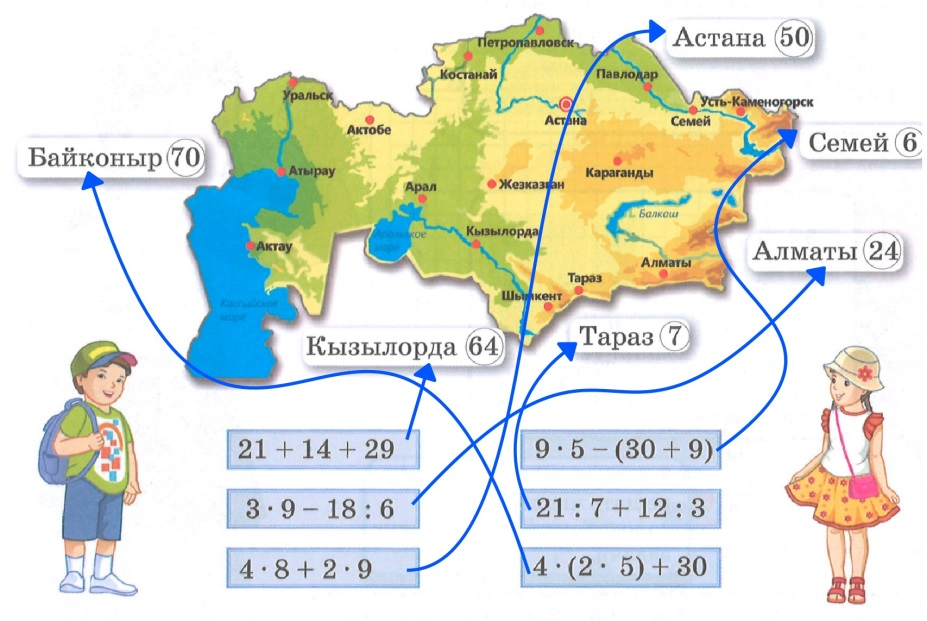 Астана 50
Петропавловск
Костанай
Павлодар
Уральск
Усть-Каменогорск
Астана
Семей
Актобе
Семей 6
Байконыр 70
Атырау
Караганды
Арал
Жезказган
Балкаш
Кызылорда
Аральское
море
Актау
Алматы 24
Алматы
Тараз
Шымкент
Каспийское
море
Кызылорда 64
Тараз 7
21 + 14 + 29
9 · 5 – (30 + 9)
3 · 9 – 18 : 6
21 : 7 + 12 : 3
4 · 8 + 2 · 9
4 · (2 · 5) + 30